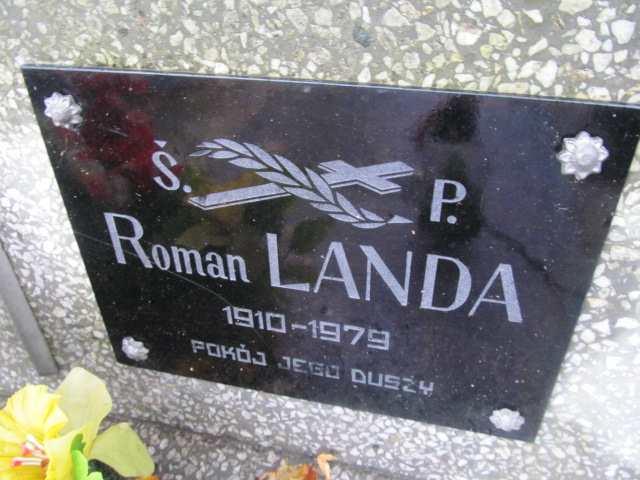 Ś. P.
Roman LANDA
1910-1979
POKÓJ JEGO DUSZY